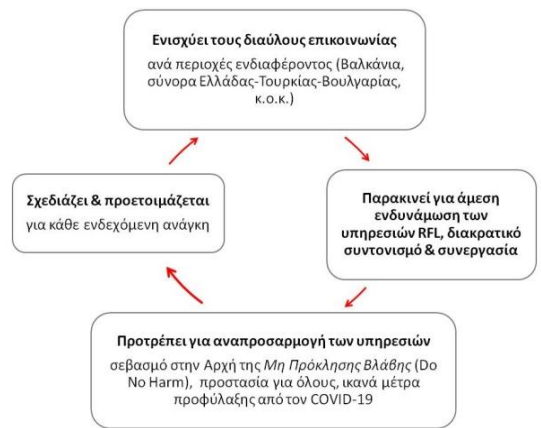 Ενισχύει τους διαύλους επικοινωνίας
ανά περιοχές ενδιαφέροντος (Βαλκάνια,
σύνορα Ελλάδας-Τουρκίας-Βουλγαρίας,
κ.ο.κ.)
Παρακινεί για άμεση
ενδυνάμωση των
υπηρεσιών RFL, διακρατικό
συντονισμό & συνεργασία
Προτρέπει για αναπροσαρμογή των υπηρεσιών
σεβασμό στην Αρχή της Μη Πρόκλησης Βλάβης (Do
No Harm), προστασία για όλους, ικανά μέτρα
προφύλαξης από τον COVID-19
Σχεδιάζει & προετοιμάζεται
για κάθε ενδεχόμενη ανάγκη